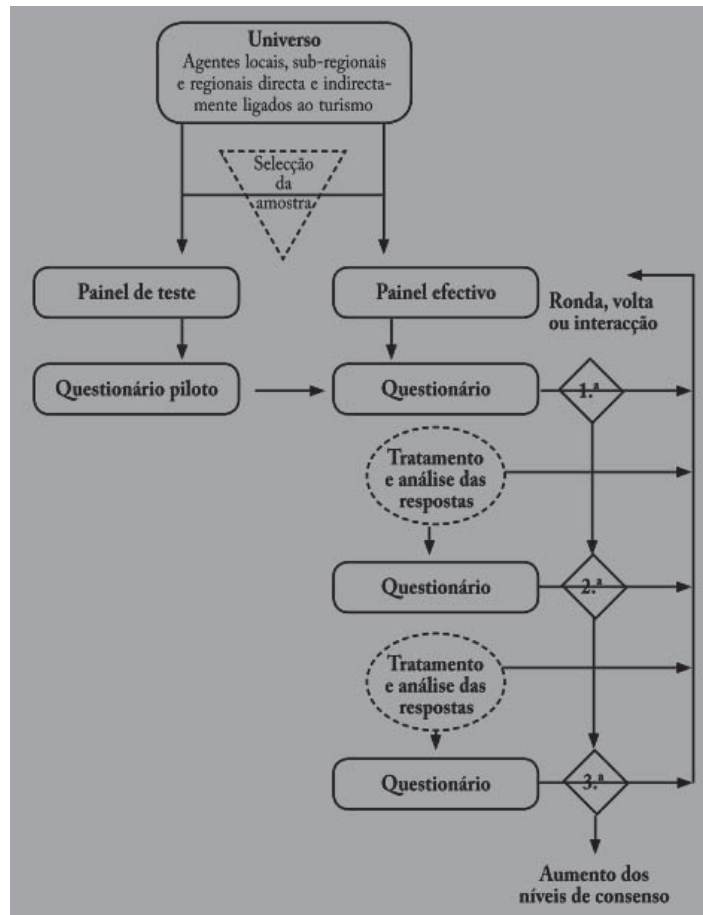 Universo
Agentes locais, sub-regionais
e regionais directa e indirecta-
mente ligados ao turismo
Selecção
da
amostra
Painel de teste
Painel efectivo
Ronda, volta
ou interacção
Questionário piloto
Questionário
1.ª
Tratamento
e análise das
respostas
Questionário
2.ª
Tratamento
e análise das
respostas
Questionário
3.ª
Aumento dos
níveis de consenso